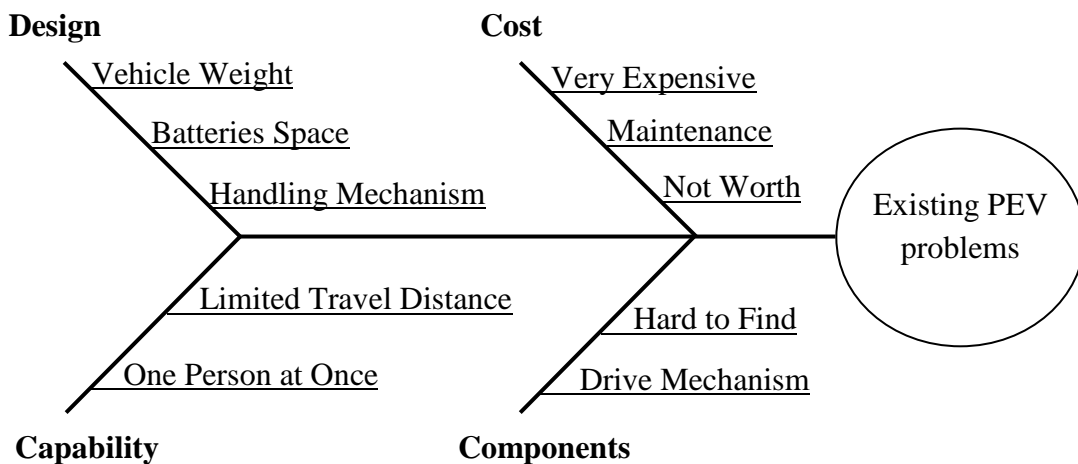 Design
Vehicle Weight
Batteries Space
Handling Mechanism
Cost
Very Expensive
Maintenance
Not Worth
Existing PEV
problems
Limited Travel Distance
One Person at Once
Capability
Hard to Find
Drive Mechanism
Components